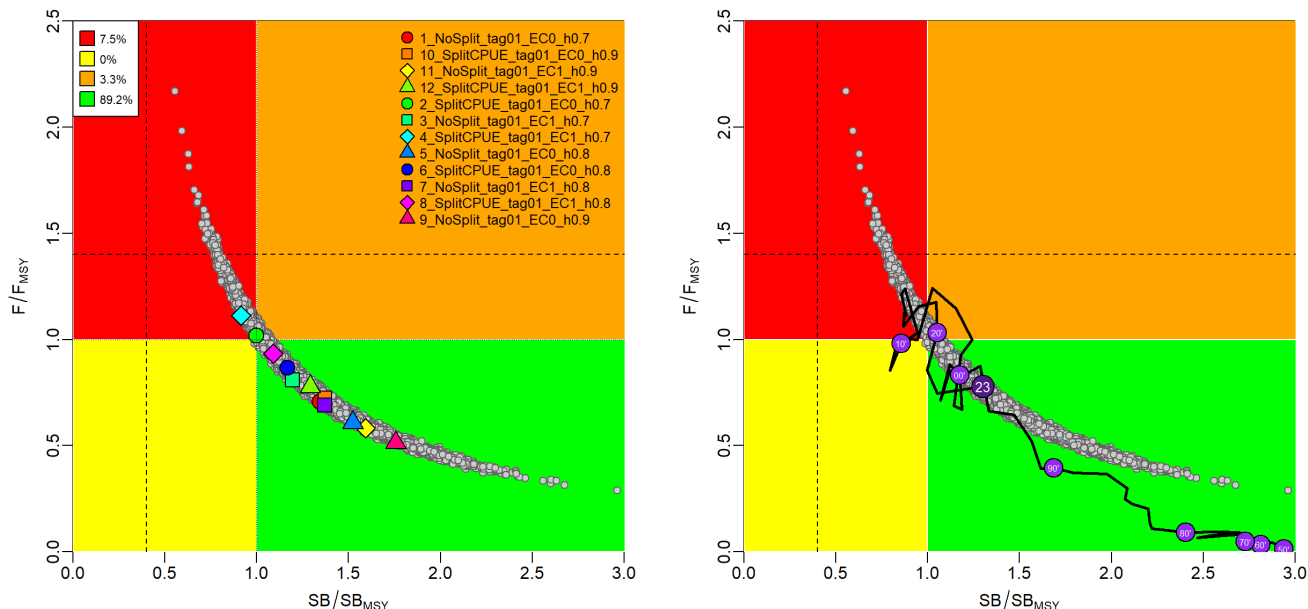 2.5
2.0
1.5
1.0
0.5
0.0
F/F_MSY
7.5%
0%
3.3%
89.2%
1_NoSplit_tag01_EC0_h0.7
10_SplitCPUE_tag01_EC0_h0.9
11_NoSplit_tag01_EC1_h0.9
12_SplitCPUE_tag01_EC1_h0.9
2_SplitCPUE_tag01_EC0_h0.7
3_NoSplit_tag01_EC1_h0.7
4_SplitCPUE_tag01_EC1_h0.7
5_NoSplit_tag01_EC0_h0.8
6_SplitCPUE_tag01_EC0_h0.8
7_NoSplit_tag01_EC1_h0.8
8_SplitCPUE_tag01_EC1_h0.8
9_NoSplit_tag01_EC0_h0.9
0.0 0.5 1.0 1.5 2.0 2.5 3.0
SB/SB_MSY
2.5
2.0
1.5
1.0
0.5
0.0
F/F_MSY
10'
20'
00'
23
90'
80'
70'
60'
50'
0.0 0.5 1.0 1.5 2.0 2.5 3.0
SB/SB_MSY